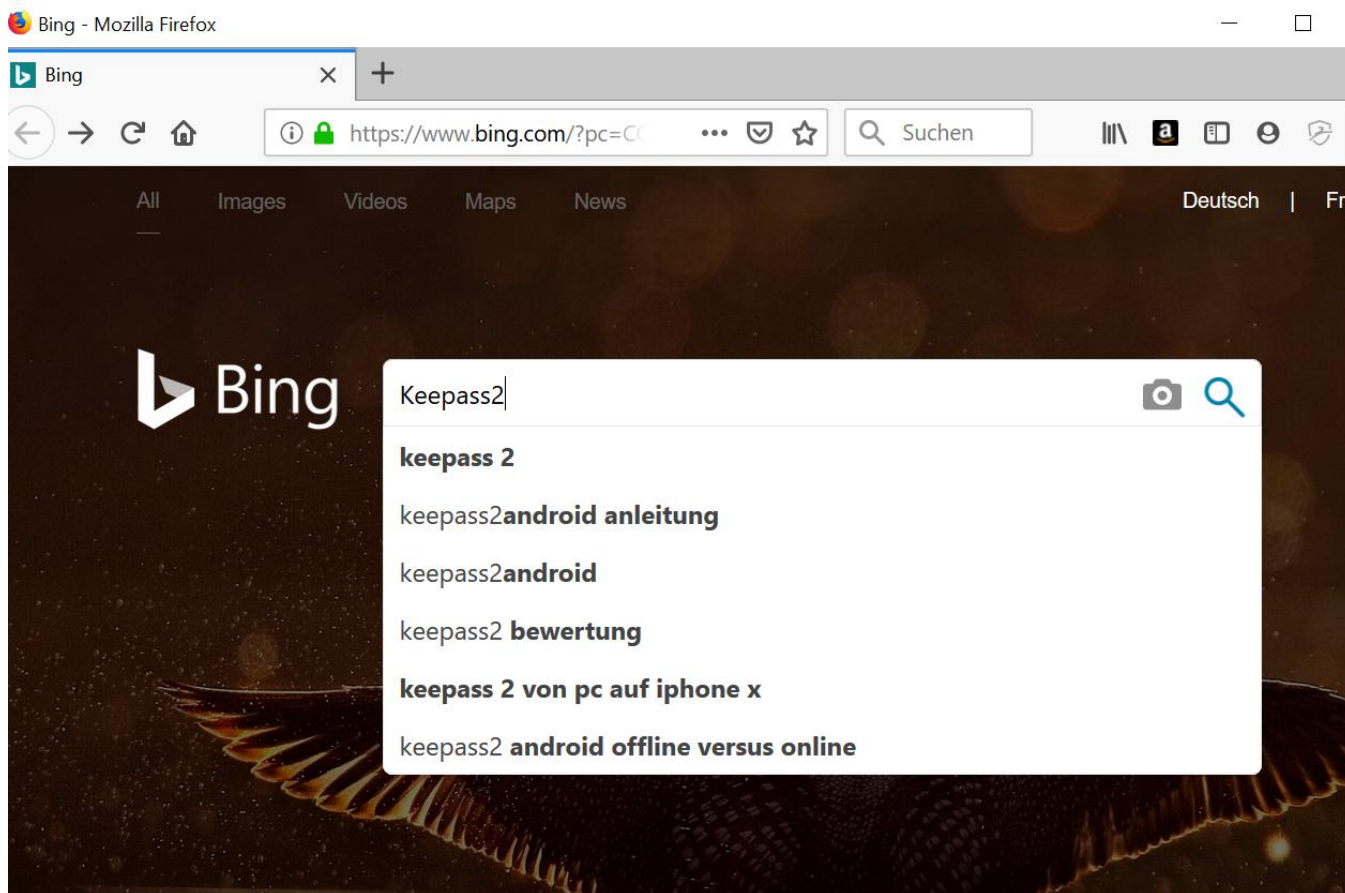 Bing - Mozilla Firefox
Bing
https://www.bing.com/?pc=C
Suchen
All Images Videos Maps News Deutsch | Fr
Bing
Keepass2
keepass 2
keepass2android anleitung
keepass2android
keepass2 bewertung
keepass 2 von pc auf iphone x
keepass2 android offline versus online